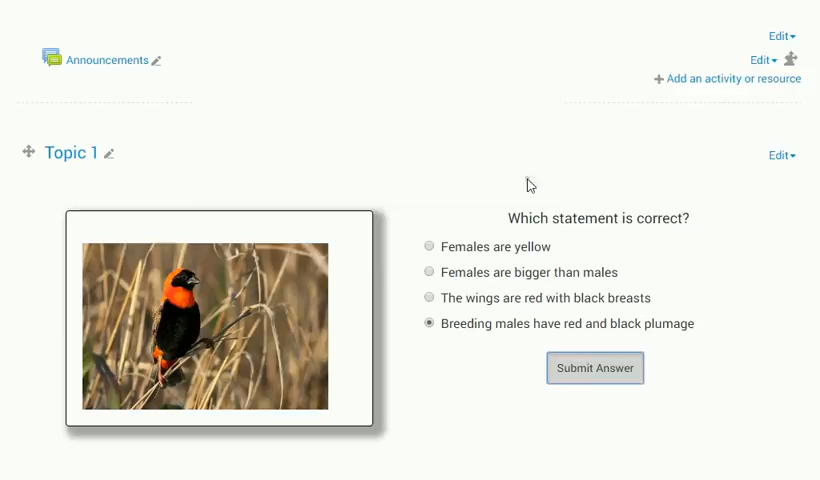 Edit
Announcements
Edit
Add an activity or resource
Topic 1
Edit
Which statement is correct?
Females are yellow
Females are bigger than males
The wings are red with black breasts
Breeding males have red and black plumage
Submit Answer